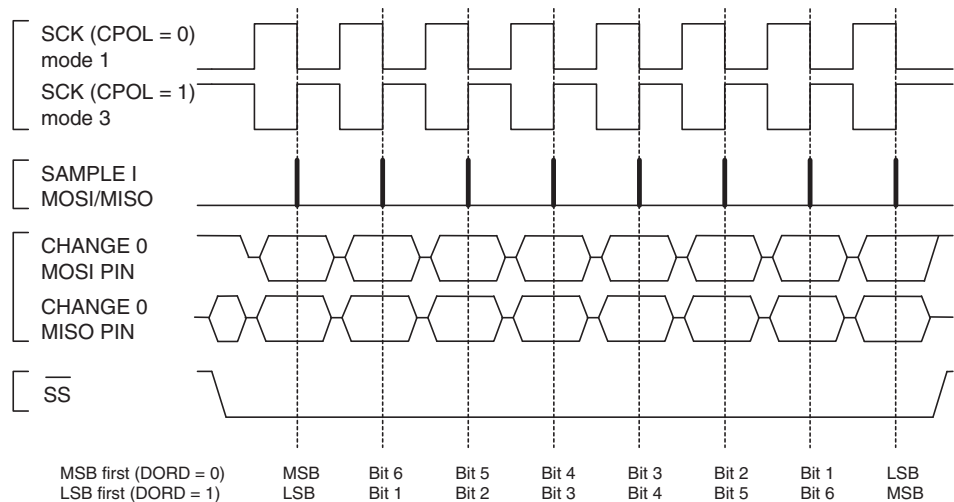 SCK (CPOL = 0)
mode 1
SCK (CPOL = 1)
mode 3
SAMPLE I
MOSI/MISO
CHANGE 0
MOSI PIN
CHANGE 0
MISO PIN
SS
MSB first (DORD = 0) MSB Bit 6 Bit 5 Bit 4 Bit 3 Bit 2 Bit 1 LSB
LSB first (DORD = 1) LSB Bit 1 Bit 2 Bit 3 Bit 4 Bit 5 Bit 6 MSB